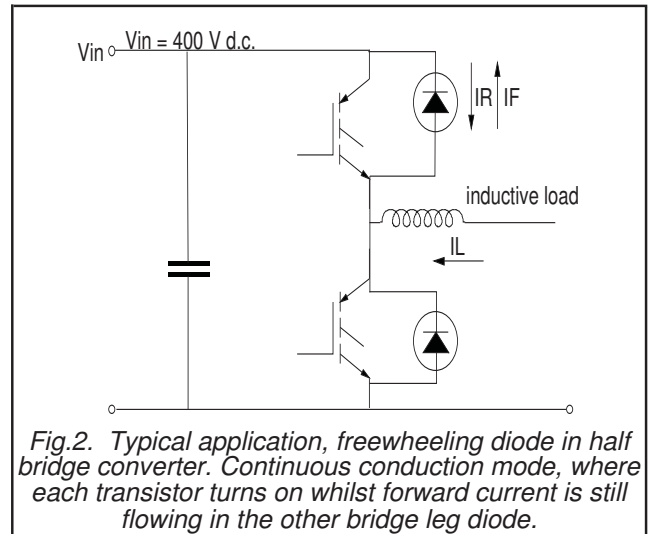 Vin = 400 V d.c.
Vin
IR IF
inductive load
IL
Fig.2. Typical application, freewheeling diode in half
bridge converter. Continuous conduction mode, where
each transistor turns on whilst forward current is still
flowing in the other bridge leg diode.